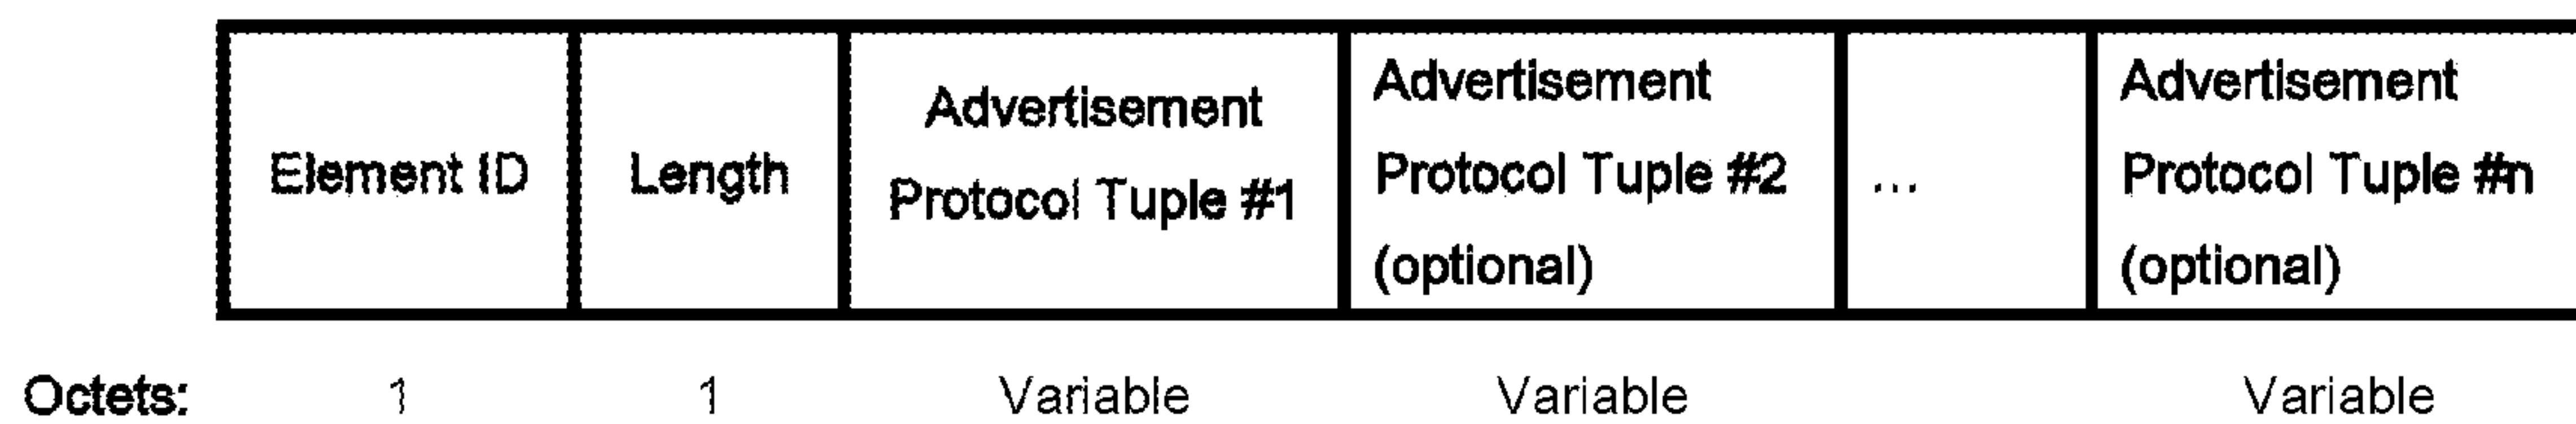 Element ID
Length
Advertisement
Protocol Tuple #1
Advertisement
Protocol Tuple #2
(optional)
...
Advertisement
Protocol Tuple #n
(optional)
Octets: 1 1 Variable Variable Variable